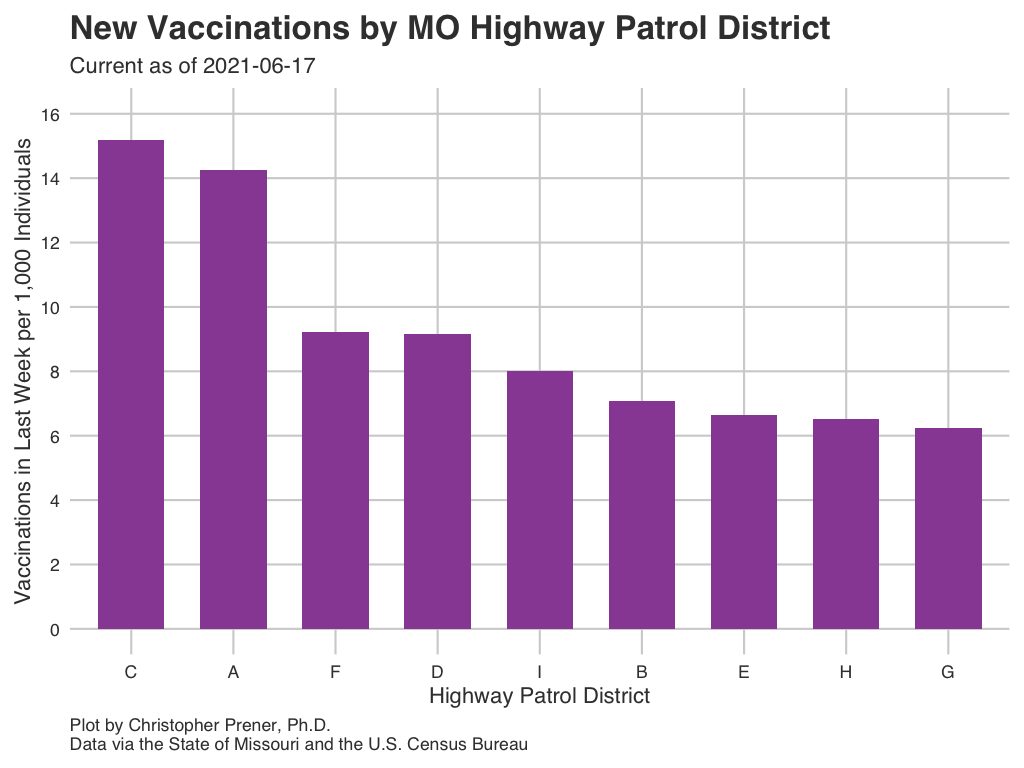 New Vaccinations by MO Highway Patrol District
Current as of 2021-06-17
Vaccinations in Last Week per 1,000 Individuals
16
14
12
10
8
6
4
2
0
C A F D I B E H G
Highway Patrol District
Plot by Christopher Prener, Ph.D.
Data via the State of Missouri and the U.S. Census Bureau